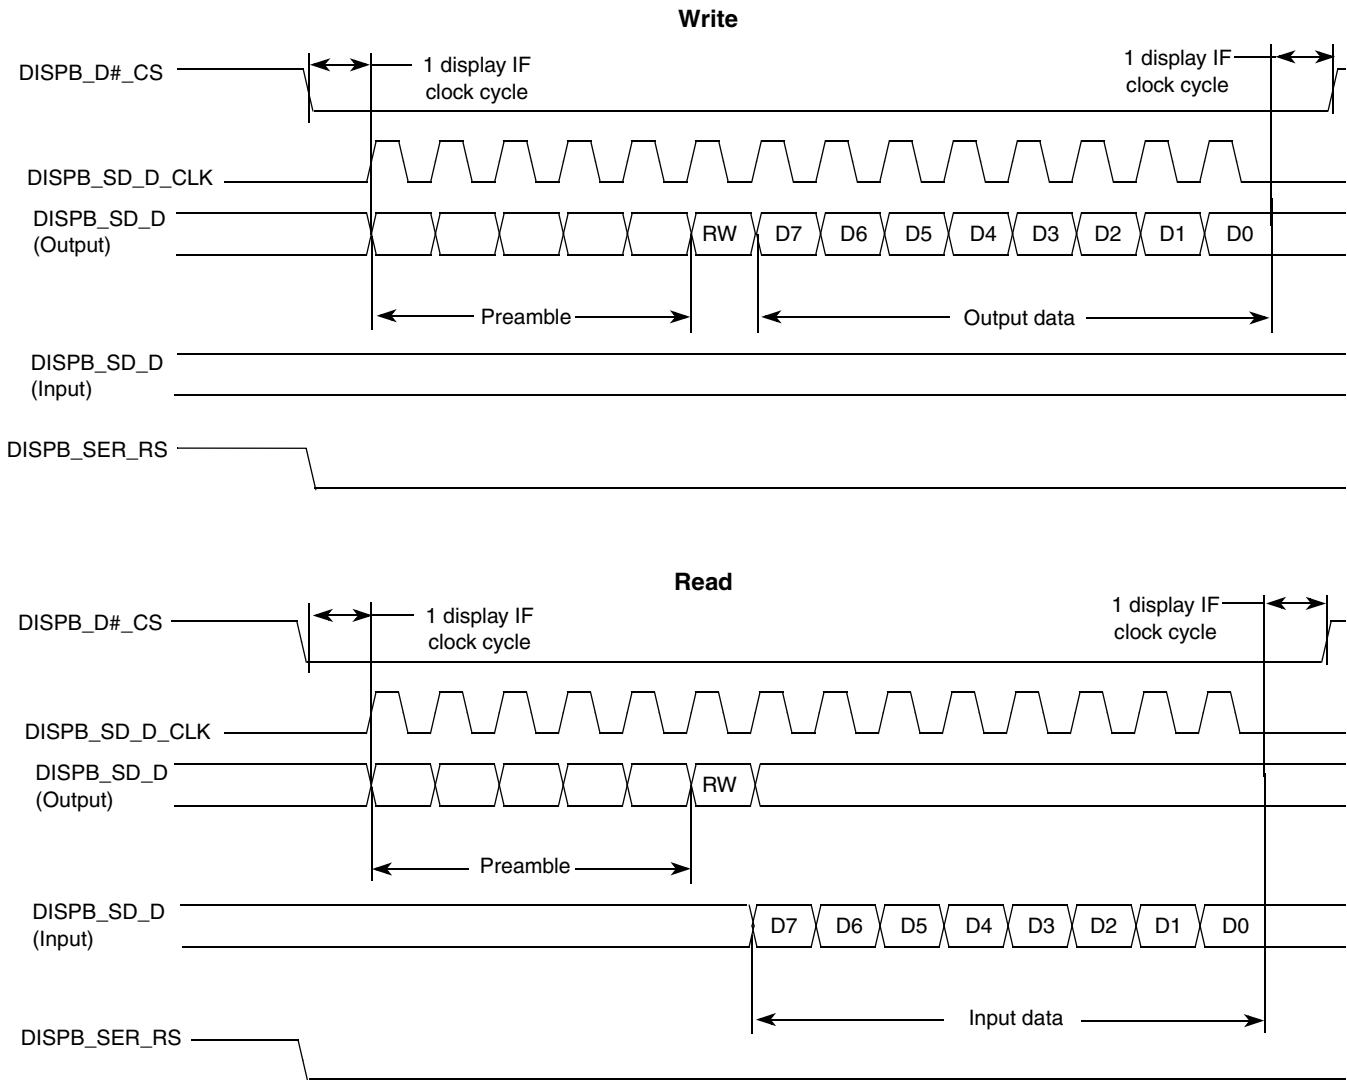 Write
DISPB_D#_CS
1 display IF
clock cycle
1 display IF
clock cycle
DISPB_SD_D_CLK
DISPB_SD_D
(Output)
RW D7 D6 D5 D4 D3 D2 D1 D0
Preamble
Output data
DISPB_SD_D
(Input)
DISPB_SER_RS
Read
DISPB_D#_CS
1 display IF
clock cycle
1 display IF
clock cycle
DISPB_SD_D_CLK
DISPB_SD_D
(Output)
RW
Preamble
DISPB_SD_D
(Input)
D7 D6 D5 D4 D3 D2 D1 D0
Input data
DISPB_SER_RS